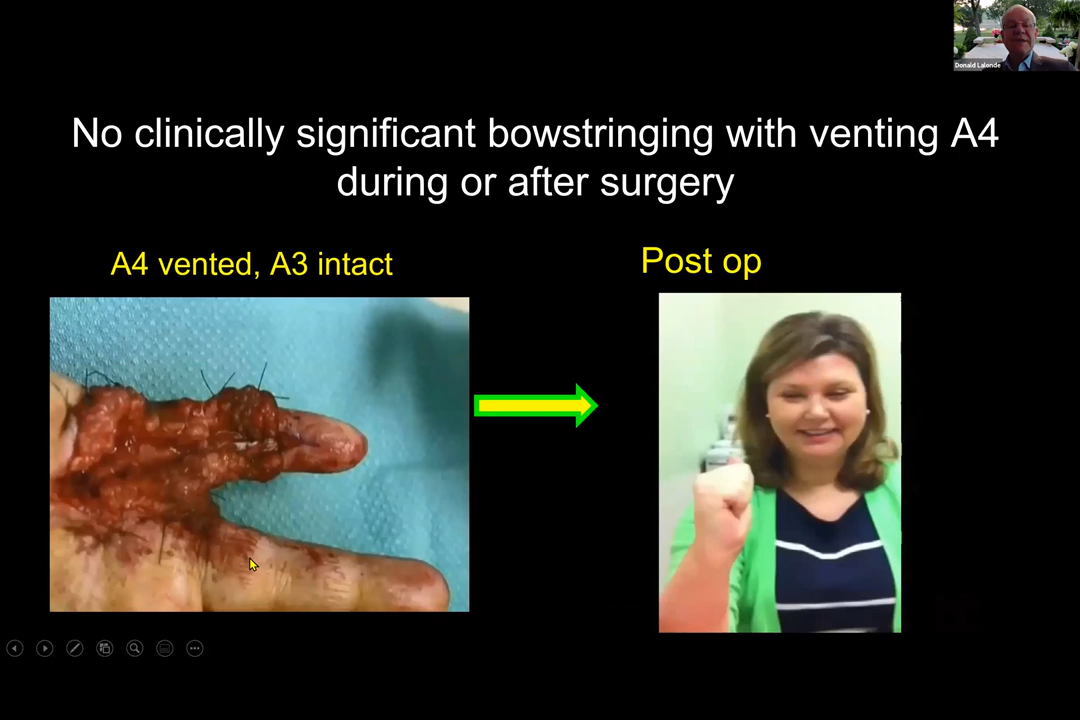 Donald Lalonde
No clinically significant bowstringing with venting A4
during or after surgery
A4 vented, A3 intact
Post op